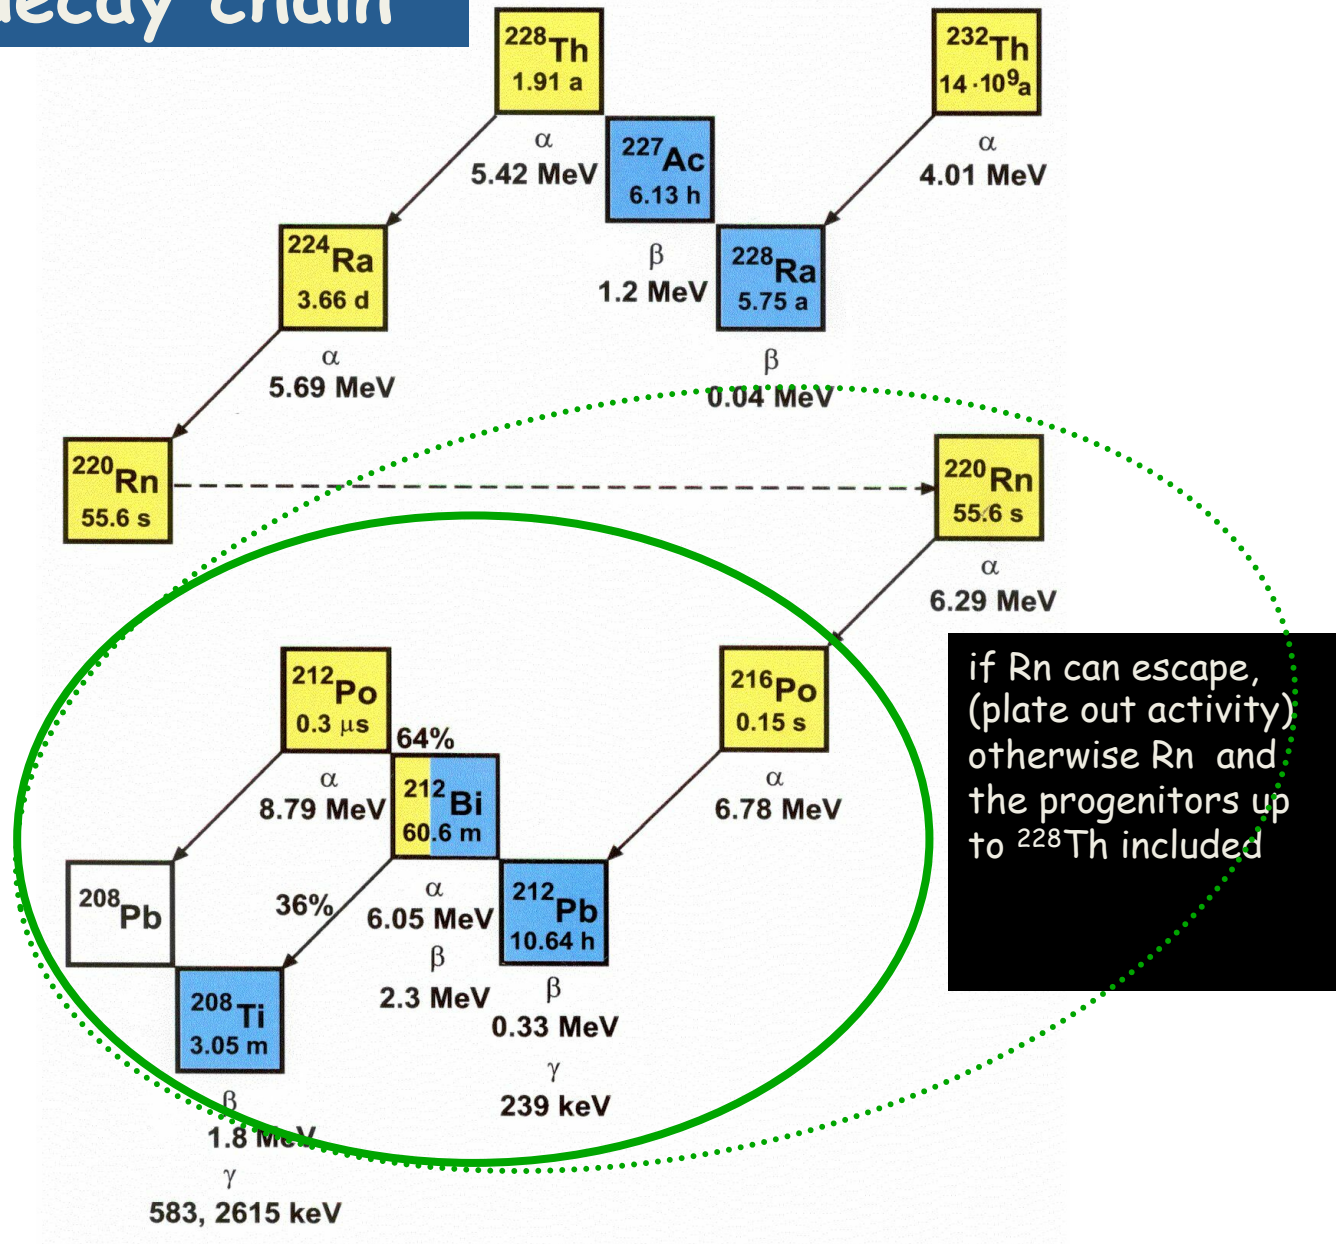 decay chain
²²⁸Th
1.91 a
α
5.42 MeV
²³²Th
14 ·10⁹a
α
4.01 MeV
²²⁷Ac
6.13 h
β
1.2 MeV
²²⁸Ra
5.75 a
β
0.04 MeV
²²⁴Ra
3.66 d
α
5.69 MeV
²²⁰Rn
55.6 s
²²⁰Rn
55.6 s
α
6.29 MeV
²¹²Po
0.3 μs
α
8.79 MeV
64%
²¹⁶Po
0.15 s
α
6.78 MeV
²¹²Bi
60.6 m
α
6.05 MeV
β
2.3 MeV
36%
²¹²Pb
10.64 h
β
0.33 MeV
γ
239 keV
²⁰⁸Pb
²⁰⁸Ti
3.05 m
β
1.8 MeV
γ
583, 2615 keV
if Rn can escape,
(plate out activity)
otherwise Rn and
the progenitors up
to ²²⁸Th included